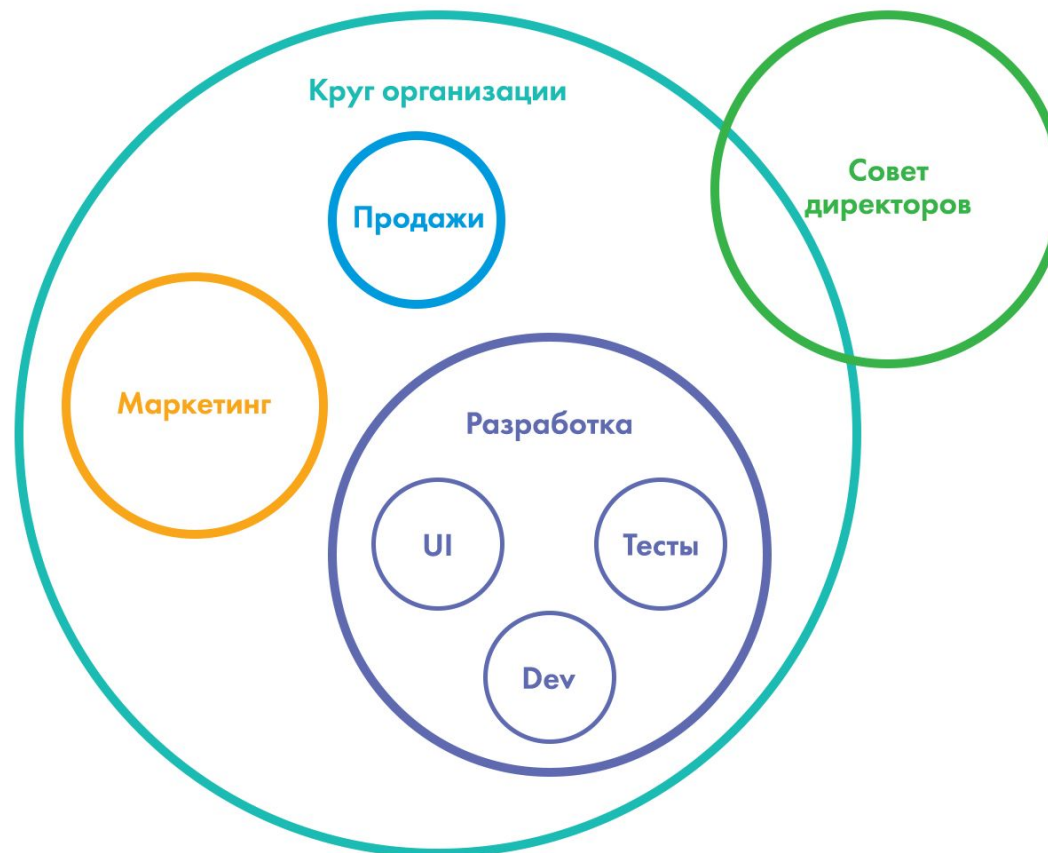 Круг организации
Совет
директоров
Продажи
Маркетинг
Разработка
UI
Тесты
Dev